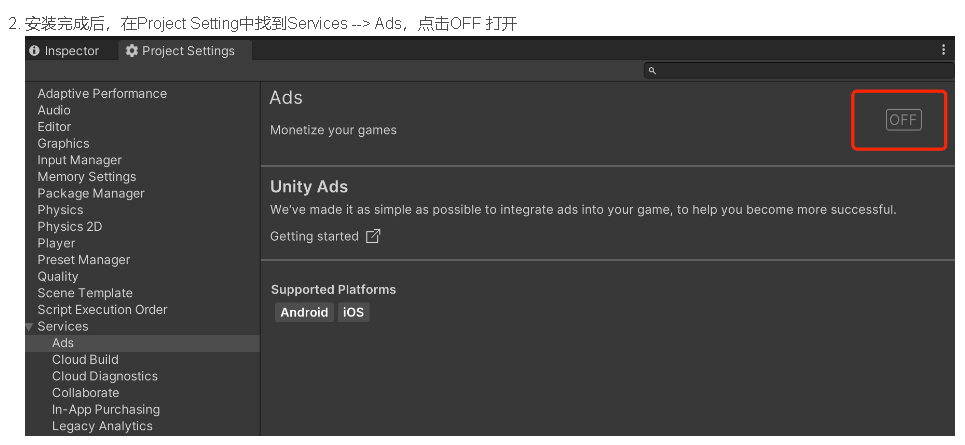 2. 安装完成后，在Project Setting中找到Services --> Ads，点击OFF 打开
Inspector
Project Settings
Adaptive Performance
Audio
Editor
Graphics
Input Manager
Memory Settings
Package Manager
Physics
Physics 2D
Player
Preset Manager
Quality
Scene Template
Script Execution Order
Services
Ads
Cloud Build
Cloud Diagnostics
Collaborate
In-App Purchasing
Legacy Analytics
Ads
OFF
Monetize your games
Unity Ads
We've made it as simple as possible to integrate ads into your game, to help you become more successful.
Getting started
Supported Platforms
Android
iOS